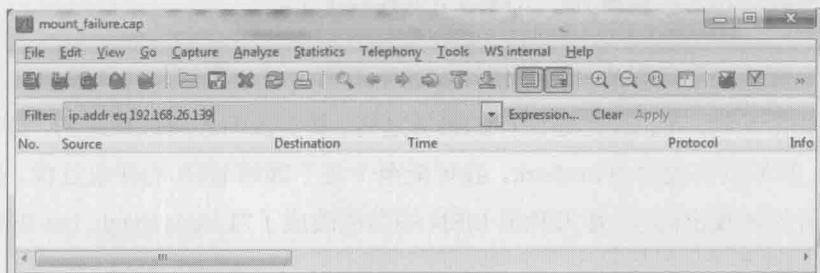 mount_failure.cap
File Edit View Go Capture Analyze Statistics Telephony Tools WS internal Help
Filter: ip.addr eq 192.168.26.139 Expression... Clear Apply
No. Source Destination Time Protocol Info